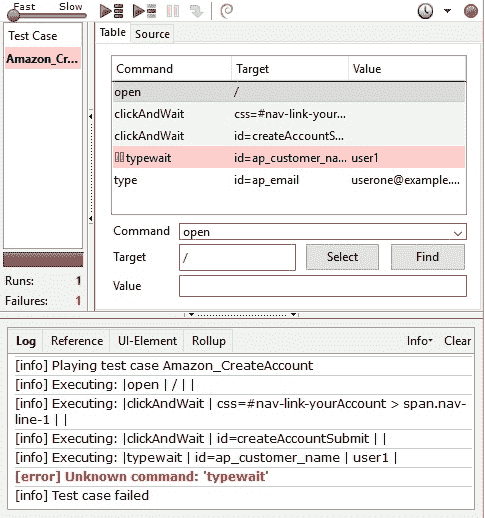 Fast Slow
Test Case
Amazon_Cr...
Table Source
Command Target Value
open /
clickAndWait css=#nav-link-your...
clickAndWait id=createAccountS...
typewait id=ap_customer_na... user1
type id=ap_email userone@example....
Command open
Target / Select Find
Value
Runs: 1
Failures: 1
Log Reference UI-Element Rollup Info Clear
[info] Playing test case Amazon_CreateAccount
[info] Executing: |open | / | |
[info] Executing: |clickAndWait | css=#nav-link-yourAccount > span.nav-
line-1 | |
[info] Executing: |clickAndWait | id=createAccountSubmit | |
[info] Executing: |typewait | id=ap_customer_name | user1 |
[error] Unknown command: 'typewait'
[info] Test case failed